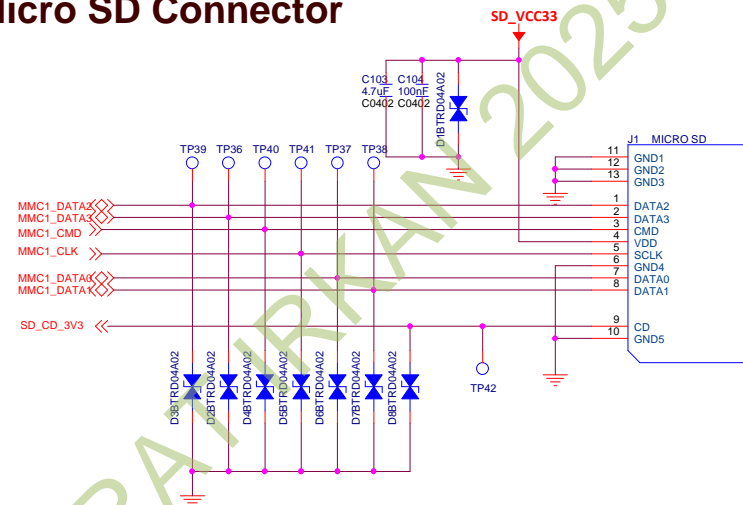 Micro SD Connector
SD_VCC33
C103
4.7uF
C0402
C104
100nF
C0402
D1BTRD04A02
TP39
TP36
TP40
TP41
TP37
TP38
J1 MICRO SD
11
GND1
12
GND2
13
GND3
MMC1_DATA2
1
DATA2
MMC1_DATA3
2
DATA3
MMC1_CMD
3
CMD
4
VDD
MMC1_CLK
5
SCLK
6
GND4
MMC1_DATA0
7
DATA0
MMC1_DATA1
8
DATA1
SD_CD_3V3
9
CD
10
GND5
D3BTRD04A02
D2BTRD04A02
D4BTRD04A02
D5BTRD04A02
D6BTRD04A02
D7BTRD04A02
D8BTRD04A02
TP42
RAT IRKAN 2025